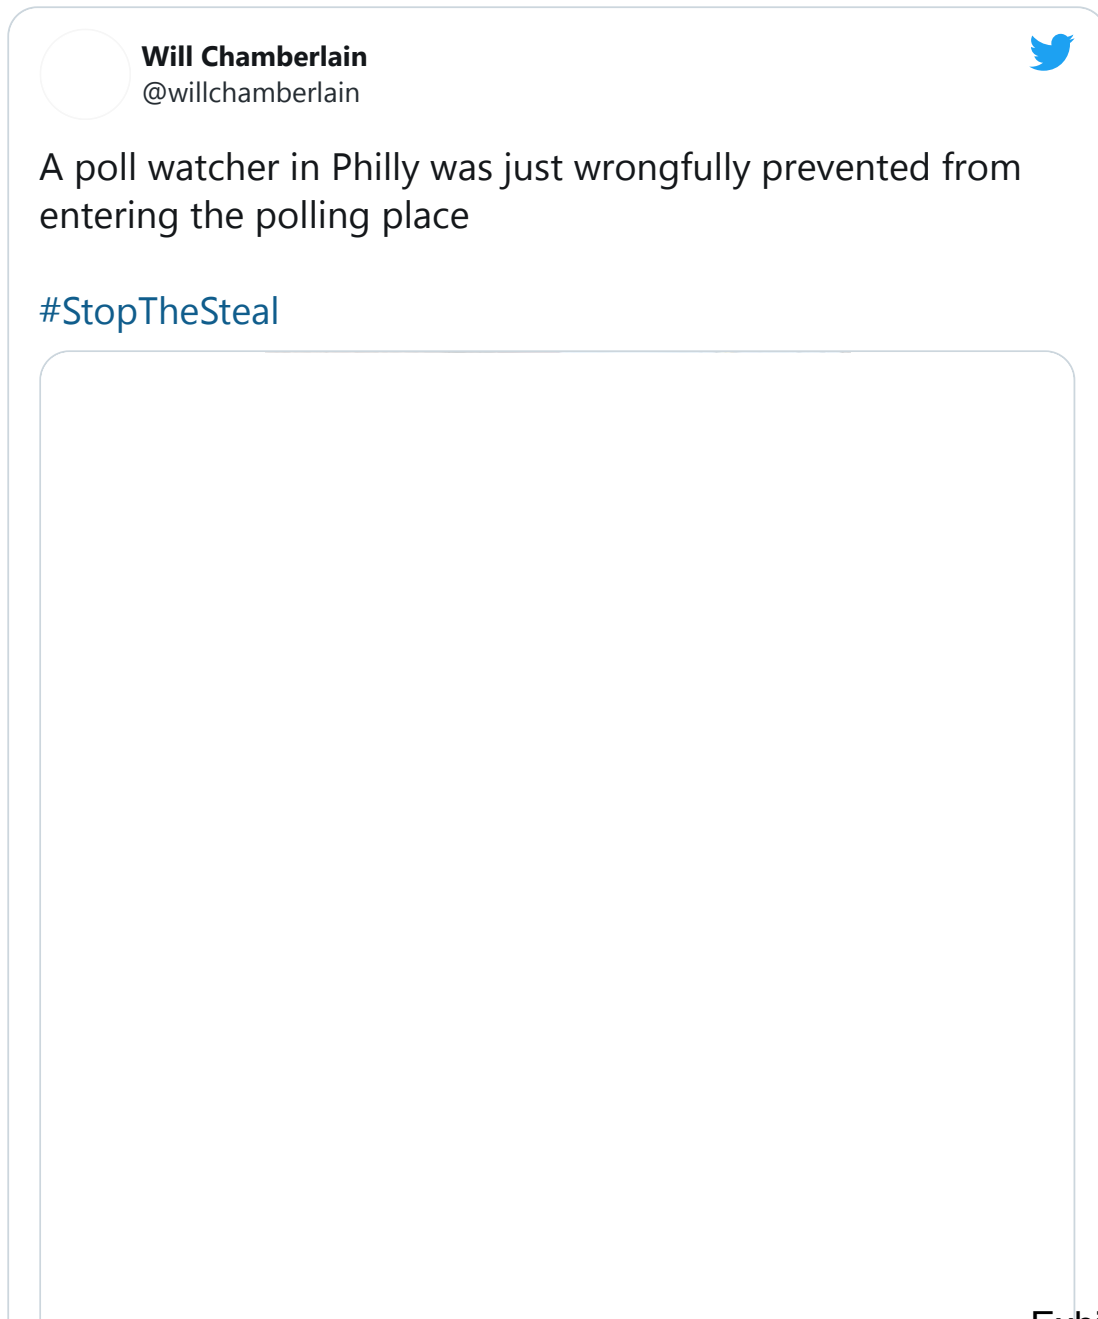 Will Chamberlain
@willchamberlain
A poll watcher in Philly was just wrongfully prevented from
entering the polling place
#StopTheSteal